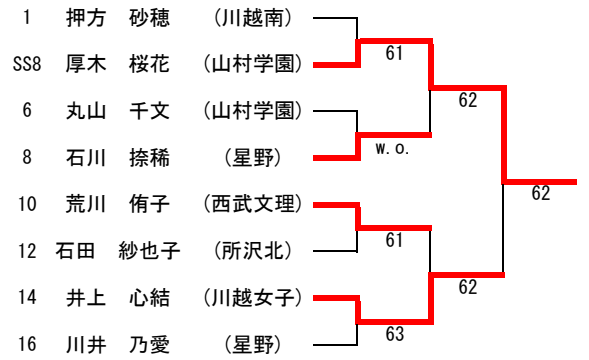 1 押方 砂穂 (川越南)
61
SS8 厚木 桜花 (山村学園)
62
6 丸山 千文 (山村学園)
w.o.
8 石川 捺稀 (星野)
62
10 荒川 侑子 (西武文理)
61
12 石田 紗也子 (所沢北)
62
14 井上 心結 (川越女子)
63
16 川井 乃愛 (星野)